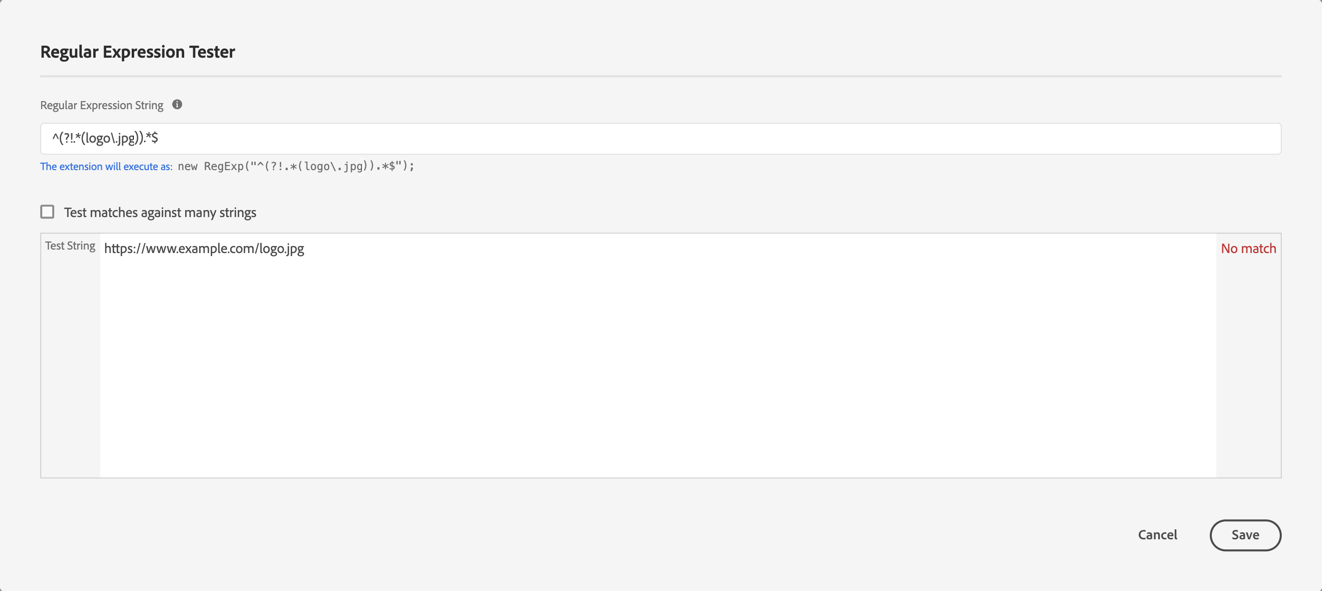 Regular Expression Tester
Regular Expression String
^(?!.*(logo\.jpg)).*$
The extension will execute as: new RegExp("^(?!.*(logo\.jpg)).*$");
Test matches against many strings
Test String https://www.example.com/logo.jpg No match
Cancel Save